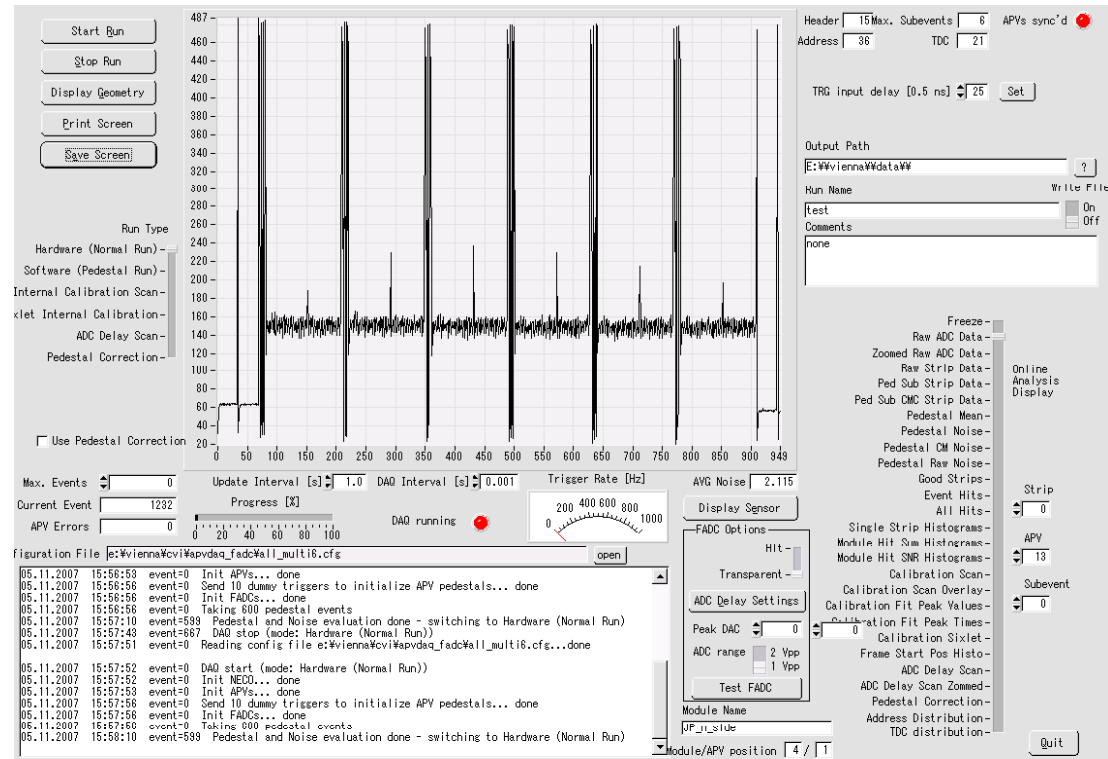 Start Run
Stop Run
Display Geometry
Print Screen
Save Screen
Run Type
Hardware (Normal Run)
Software (Pedestal Run)
Internal Calibration Scan
xlet Internal Calibration
ADC Delay Scan
Pedestal Correction
Use Pedestal Correction
487
460
440
420
400
380
360
340
320
300
280
260
240
220
200
180
160
140
120
100
80
60
40
20
0 50 100 150 200 250 300 350 400 450 500 550 600 650 700 750 800 850 900 949
Header 15 Max. Subevents 6 APVs sync'd
Address 36 TDC 21
TRG input delay [0.5 ns] 25 Set
Output Path
E:¥¥vienna¥¥data¥¥ ?
Run Name Write File
test On
Off
Comments
none
Freeze
Raw ADC Data
Zoomed Raw ADC Data
Raw Strip Data
Ped Sub Strip Data
Ped Sub CMC Strip Data
Pedestal Mean
Pedestal Noise
Pedestal CM Noise
Pedestal Raw Noise
Good Strips
Event Hits
All Hits
Single Strip Histograms
Module Hit Sum Histograms
Module Hit SNR Histograms
Calibration Scan
Calibration Scan Overlay
Calibration Fit Peak Values
Calibration Fit Peak Times
Calibration Sixlet
Frame Start Pos Histo
ADC Delay Scan
ADC Delay Scan Zommed
Pedestal Correction
Address Distribution
TDC distribution
Online
Analysis
Display
Strip
0
APV
13
Subevent
0
Quit
Max. Events 0
Current Event 1232
APV Errors 0
Update Interval [s] 1.0 DAQ Interval [s] 0.001
Progress [%]
0 20 40 60 80 100
DAQ running
Trigger Rate [Hz]
0 200 400 600 800 1000
AVG Noise 2.115
Display Sensor
FADC Options
Hit
Transparent
ADC Delay Settings
Peak DAC 0 0
ADC range 2 Vpp
1 Vpp
Test FADC
Module Name
JP_n_side
Module/APV position 4 / 1
figuration File e:¥vienna¥cvi¥apvdaq_fadc¥all_multi6.cfg open
05.11.2007 15:56:53 event=0 Init APVs... done
05.11.2007 15:56:56 event=0 Send 10 dummy triggers to initialize APV pedestals... done
05.11.2007 15:56:56 event=0 Init FADCs... done
05.11.2007 15:56:56 event=0 Taking 600 pedestal events
05.11.2007 15:57:10 event=599 Pedestal and Noise evaluation done - switching to Hardware (Normal Run)
05.11.2007 15:57:43 event=667 DAQ stop (mode: Hardware (Normal Run))
05.11.2007 15:57:51 event=0 Reading config file e:¥vienna¥cvi¥apvdaq_fadc¥all_multi6.cfg...done
05.11.2007 15:57:52 event=0 DAQ start (mode: Hardware (Normal Run))
05.11.2007 15:57:52 event=0 Init NECO... done
05.11.2007 15:57:53 event=0 Init APVs... done
05.11.2007 15:57:56 event=0 Send 10 dummy triggers to initialize APV pedestals... done
05.11.2007 15:57:56 event=0 Init FADCs... done
05.11.2007 15:57:56 event=0 Taking 600 pedestal events
05.11.2007 15:58:10 event=599 Pedestal and Noise evaluation done - switching to Hardware (Normal Run)